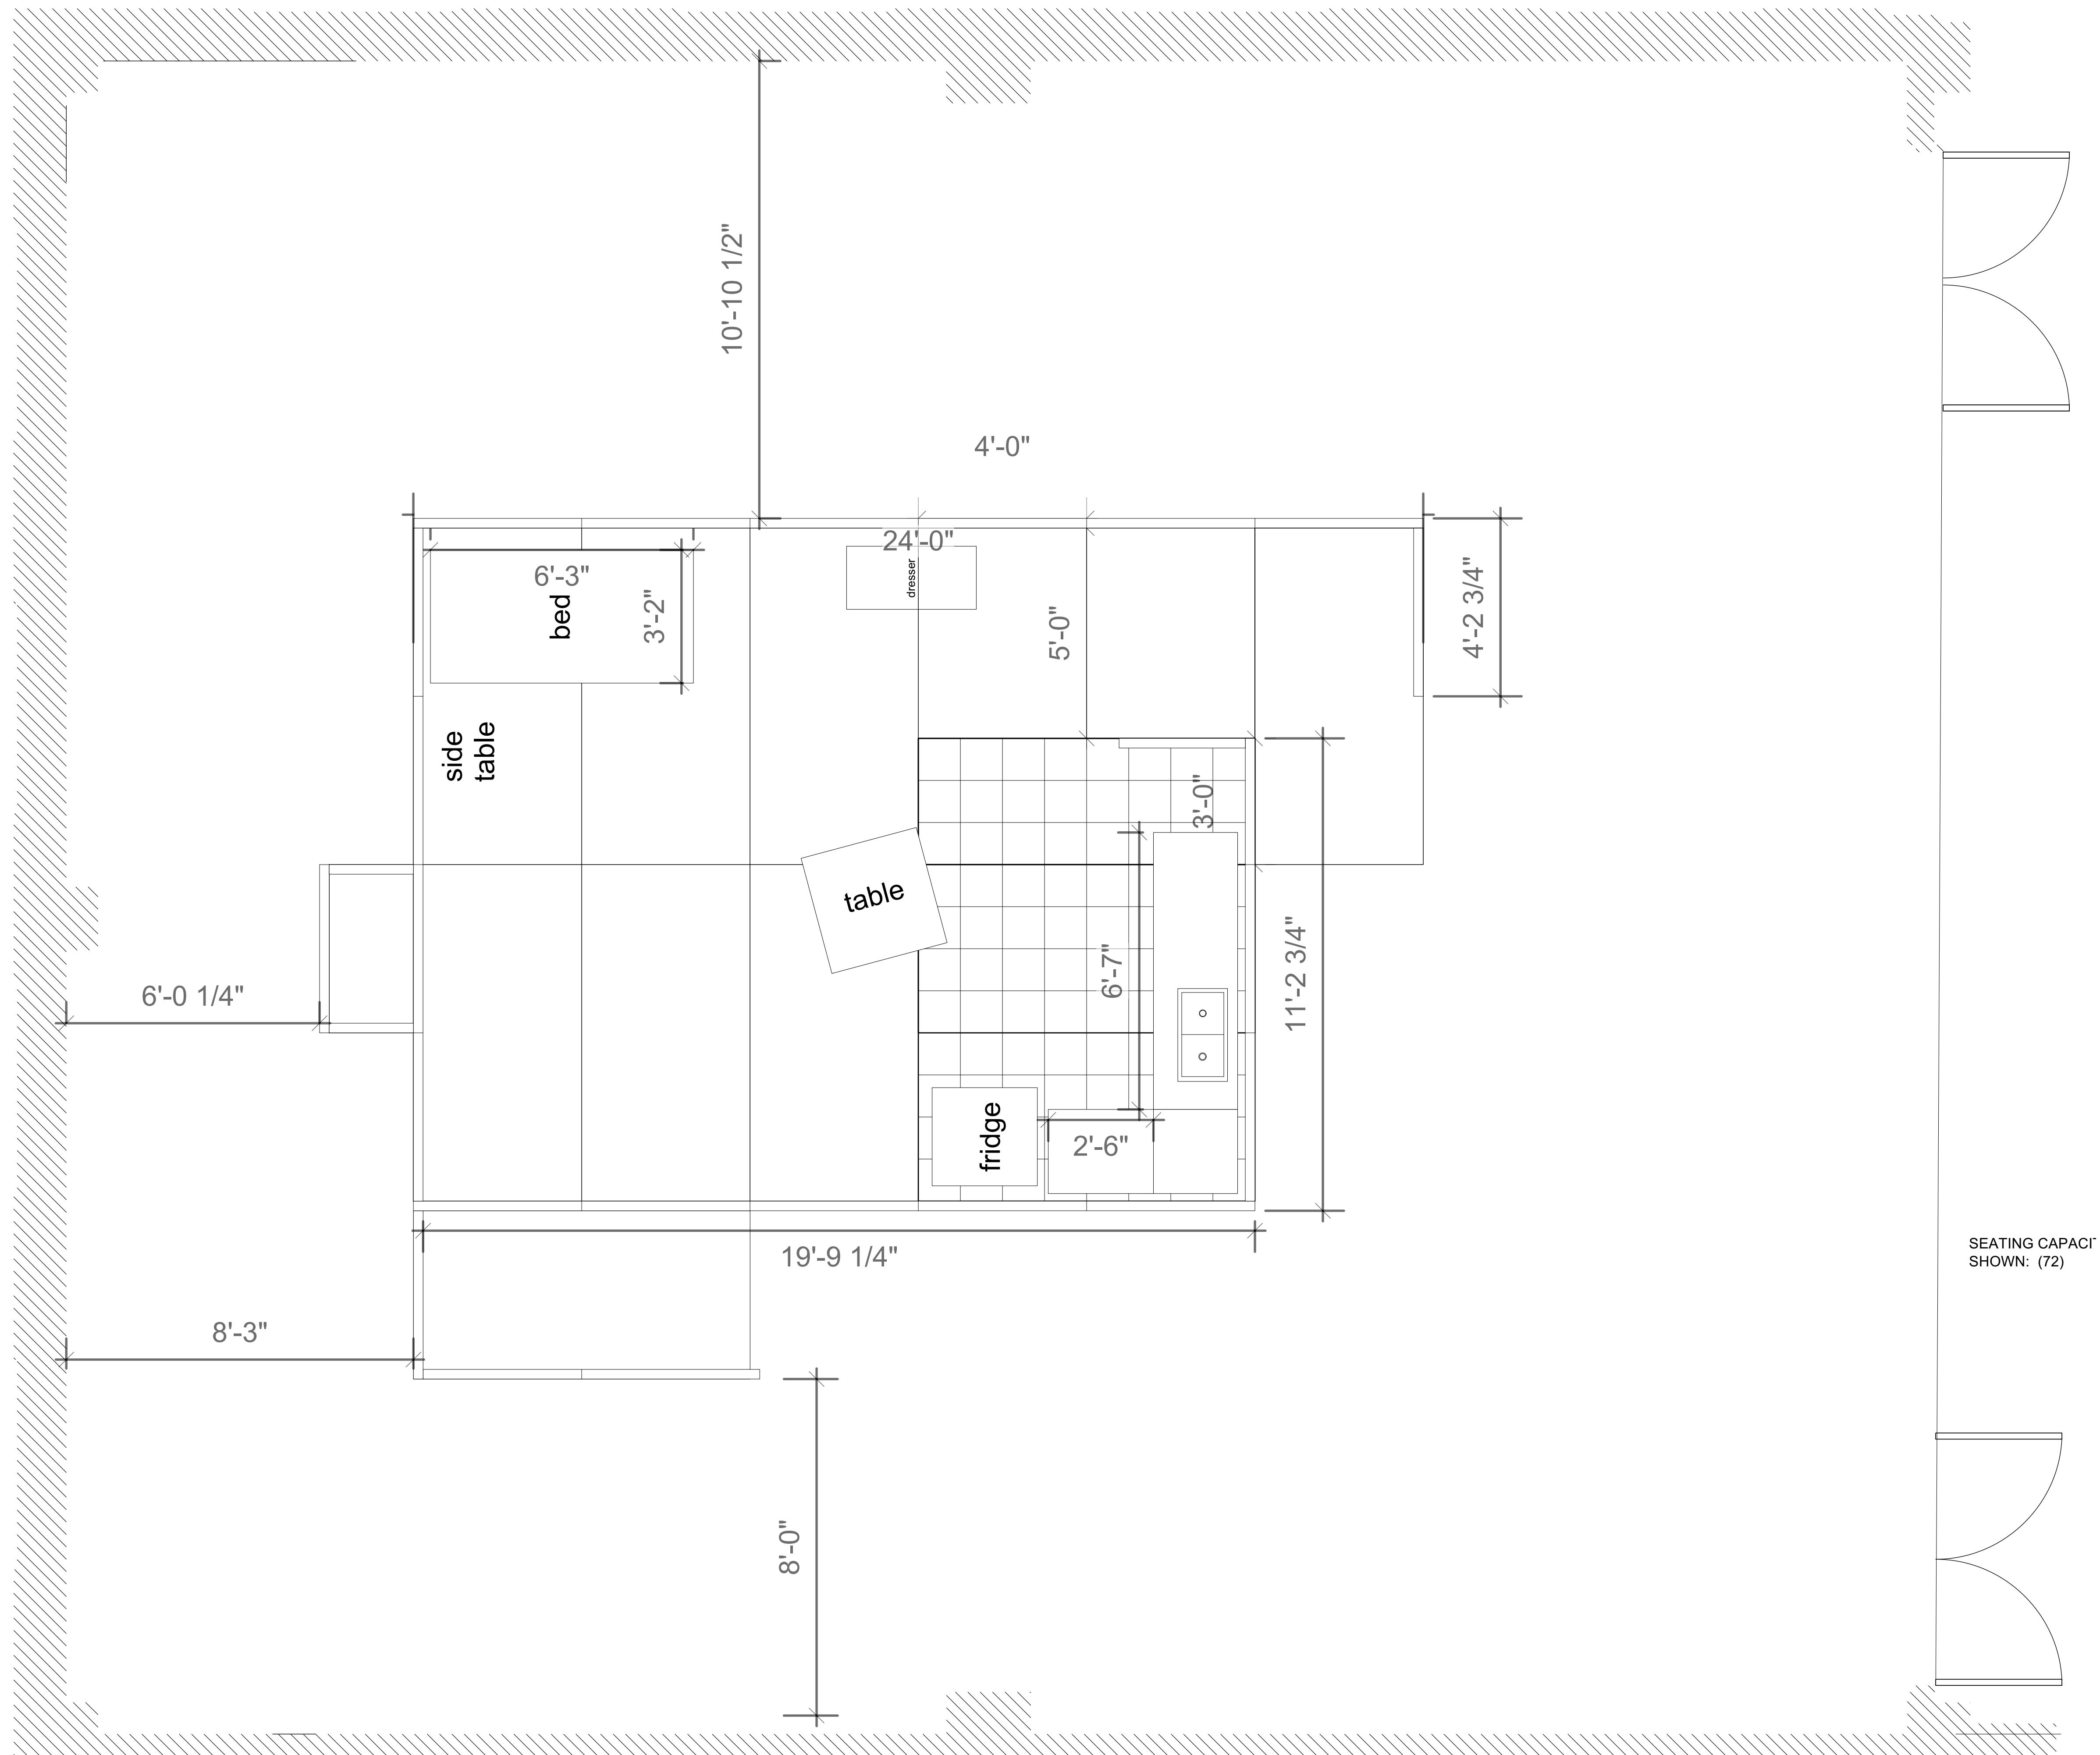 10'-10 1/2"
4'-0"
24'-0"
dresser
6'-3"
bed
3'-2"
5'-0"
4'-2 3/4"
side
table
3'-0"
table
6'-7"
11'-2 3/4"
6'-0 1/4"
fridge
2'-6"
19'-9 1/4"
SEATING CAPACI
SHOWN: (72)
8'-3"
8'-0"